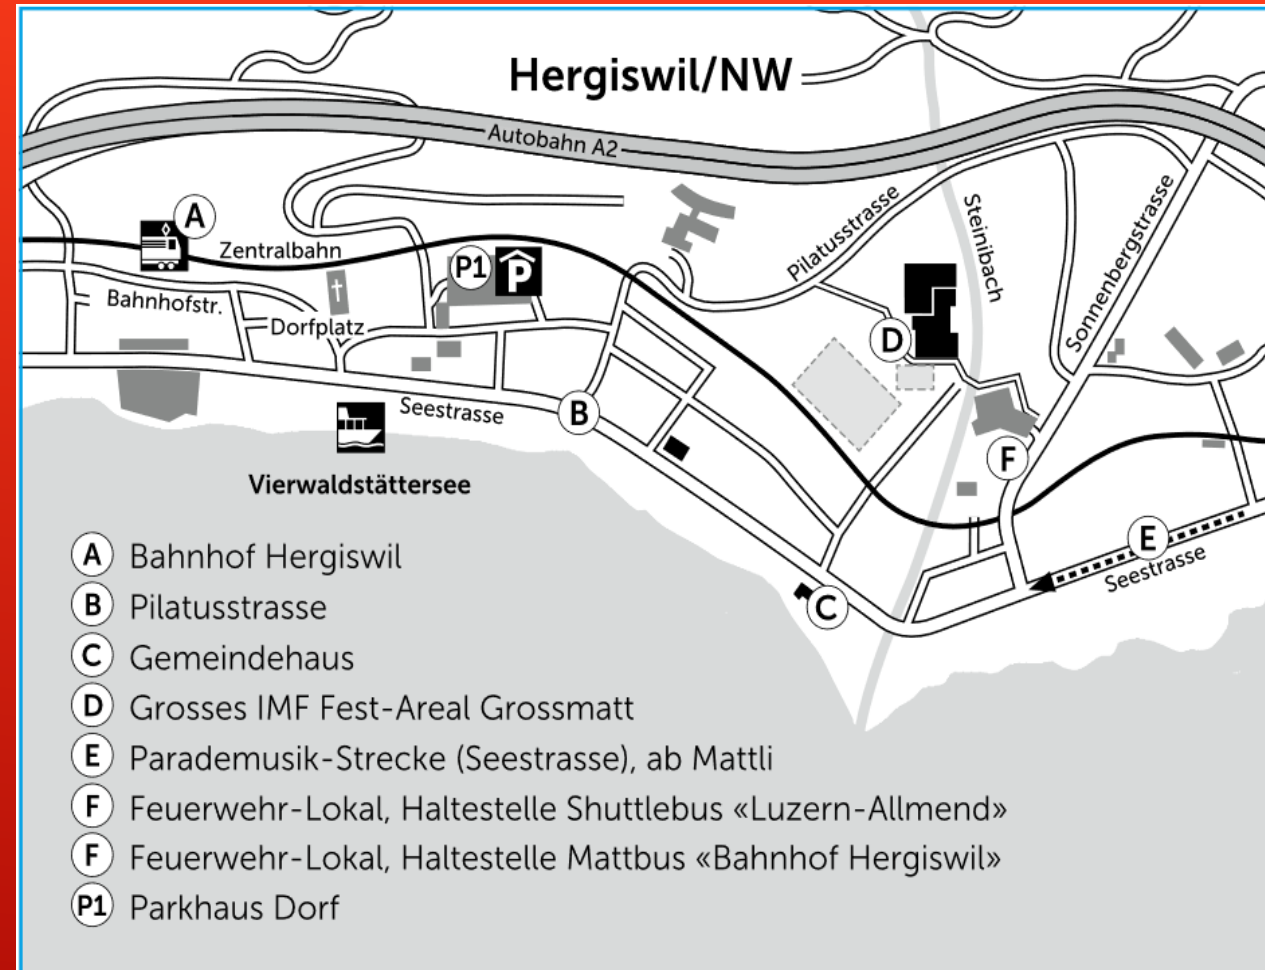 Hergiswil/NW
Autobahn A2
A
Zentralbahn
P1
P
Pilatusstrasse
Steinibach
Sonnenbergstrasse
Bahnhofstr.
Dorfplatz
D
Seestrasse
B
F
Vierwaldstättersee
E
Seestrasse
C
A Bahnhof Hergiswil
B Pilatusstrasse
C Gemeindehaus
D Grosses IMF Fest-Areal Grossmatt
E Parademusik-Strecke (Seestrasse), ab Mattli
F Feuerwehr-Lokal, Haltestelle Shuttlebus «Luzern-Allmend»
F Feuerwehr-Lokal, Haltestelle Mattbus «Bahnhof Hergiswil»
P1 Parkhaus Dorf